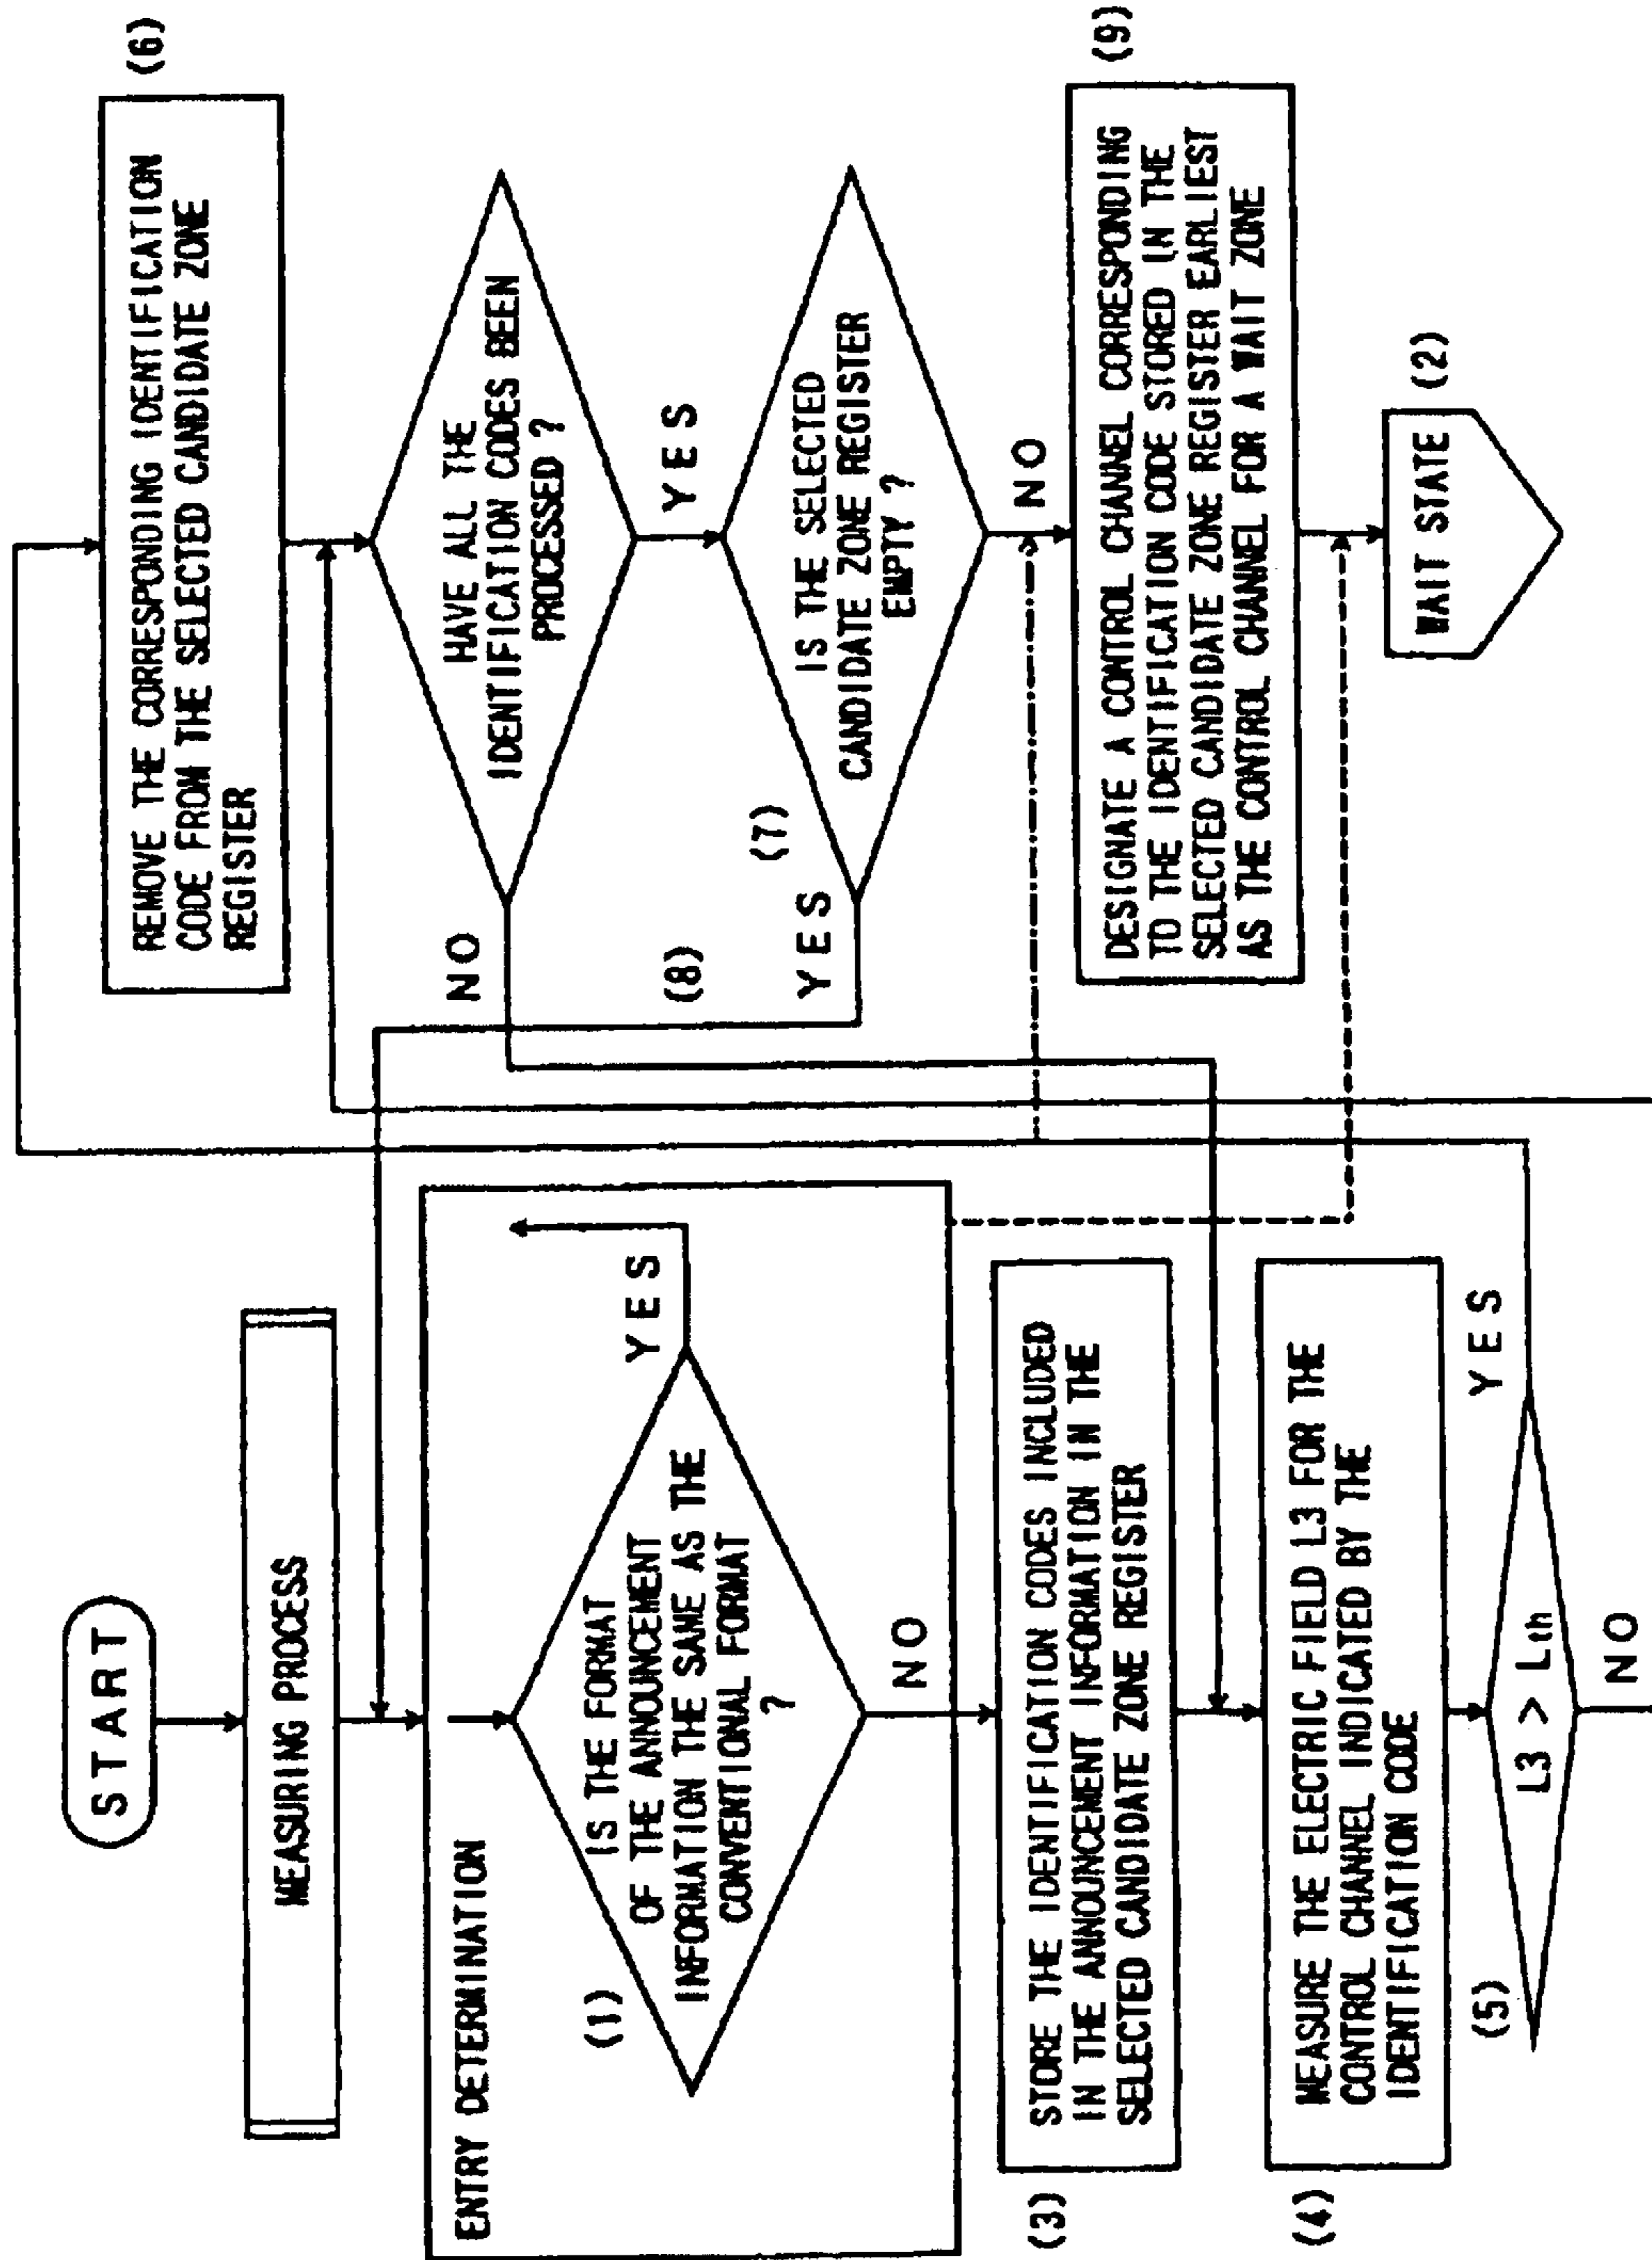 START
MEASURING PROCESS
ENTRY DETERMINATION
(1)
IS THE FORMAT
OF THE ANNOUNCEMENT
INFORMATION THE SAME AS THE
CONVENTIONAL FORMAT
?
YES
NO
(3)
STORE THE IDENTIFICATION CODES INCLUDED
IN THE ANNOUNCEMENT INFORMATION IN THE
SELECTED CANDIDATE ZONE REGISTER
(4)
MEASURE THE ELECTRIC FIELD L3 FOR THE
CONTROL CHANNEL INDICATED BY THE
IDENTIFICATION CODE
(5)
L3 > Lth
YES
NO
(6)
REMOVE THE CORRESPONDING IDENTIFICATION
CODE FROM THE SELECTED CANDIDATE ZONE
REGISTER
HAVE ALL THE
IDENTIFICATION CODES BEEN
PROCESSED ?
NO
YES
(7)
(8)
IS THE SELECTED
CANDIDATE ZONE REGISTER
EMPTY ?
YES
NO
(9)
DESIGNATE A CONTROL CHANNEL CORRESPONDING
TO THE IDENTIFICATION CODE STORED IN THE
SELECTED CANDIDATE ZONE REGISTER EARLIEST
AS THE CONTROL CHANNEL FOR A WAIT ZONE
WAIT STATE
(2)